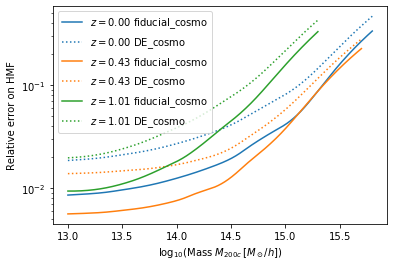 z = 0.00 fiducial_cosmo
z = 0.00 DE_cosmo
z = 0.43 fiducial_cosmo
z = 0.43 DE_cosmo
z = 1.01 fiducial_cosmo
z = 1.01 DE_cosmo
Relative error on HMF
10⁻¹
10⁻²
13.0 13.5 14.0 14.5 15.0 15.5
log₁₀(Mass M₂₀₀c [M⊙/h])